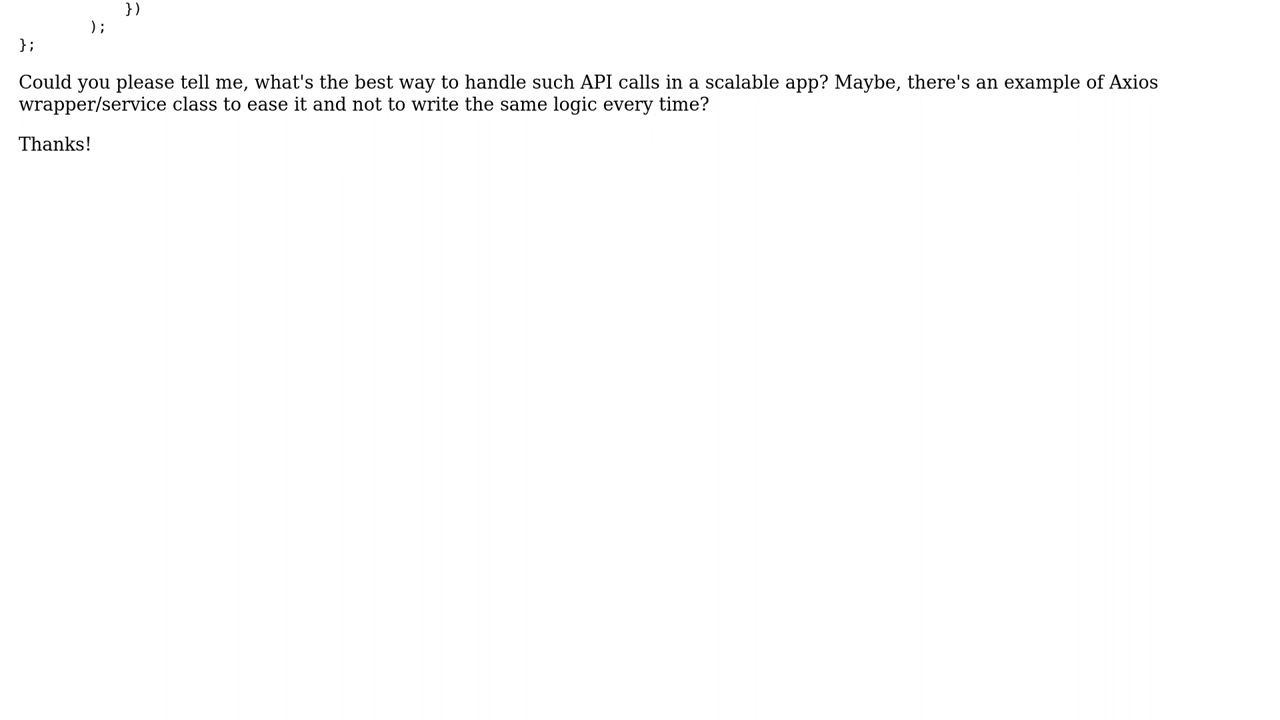 })
);
};
Could you please tell me, what's the best way to handle such API calls in a scalable app? Maybe, there's an example of Axios
wrapper/service class to ease it and not to write the same logic every time?
Thanks!